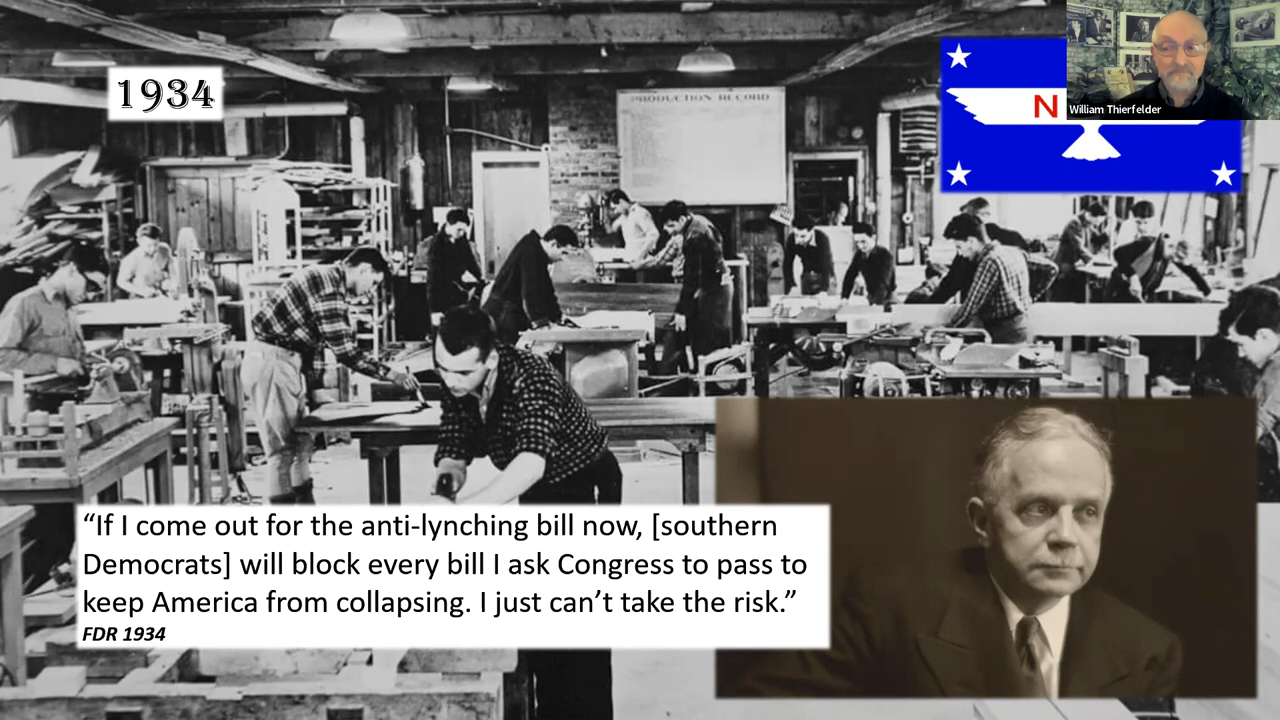 1934
PRODUCTION RECORD
N
William Thierfelder
“If I come out for the anti-lynching bill now, [southern
Democrats] will block every bill I ask Congress to pass to
keep America from collapsing. I just can’t take the risk.”
FDR 1934